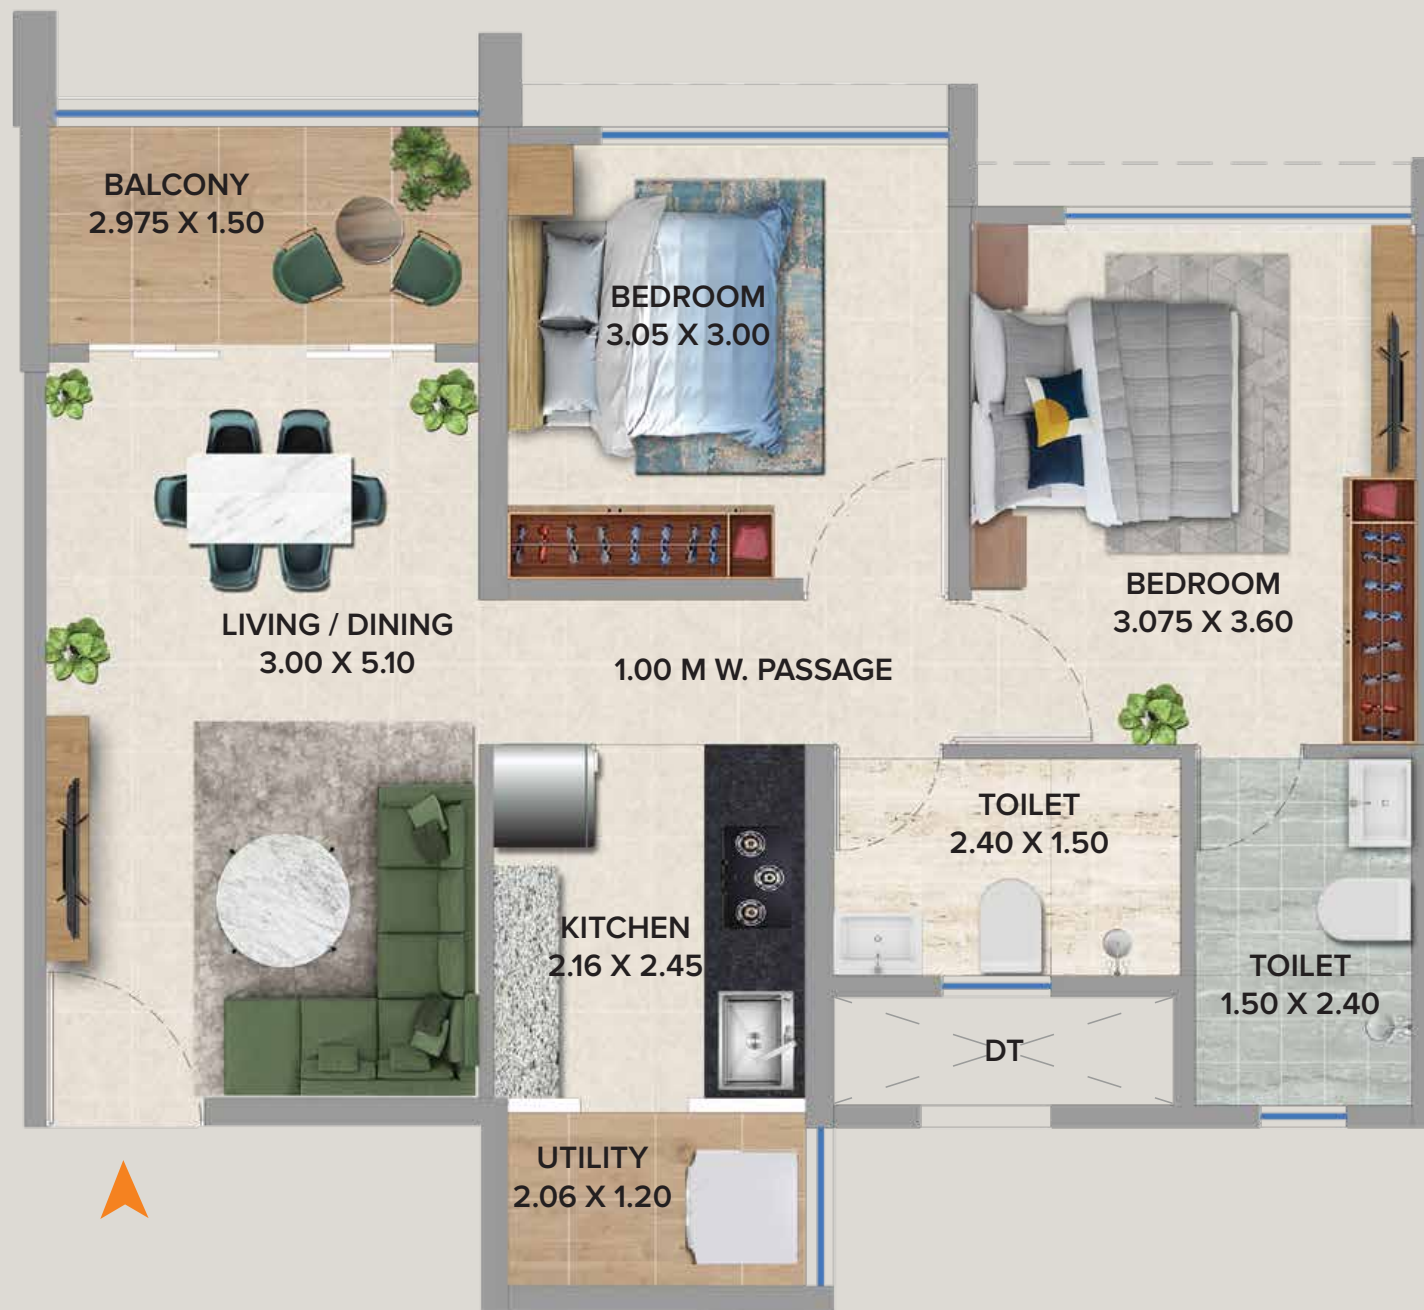 BALCONY
2.975 X 1.50
BEDROOM
3.05 X 3.00
BEDROOM
3.075 X 3.60
LIVING / DINING
3.00 X 5.10
1.00 M W. PASSAGE
TOILET
2.40 X 1.50
KITCHEN
2.16 X 2.45
TOILET
1.50 X 2.40
DT
UTILITY
2.06 X 1.20